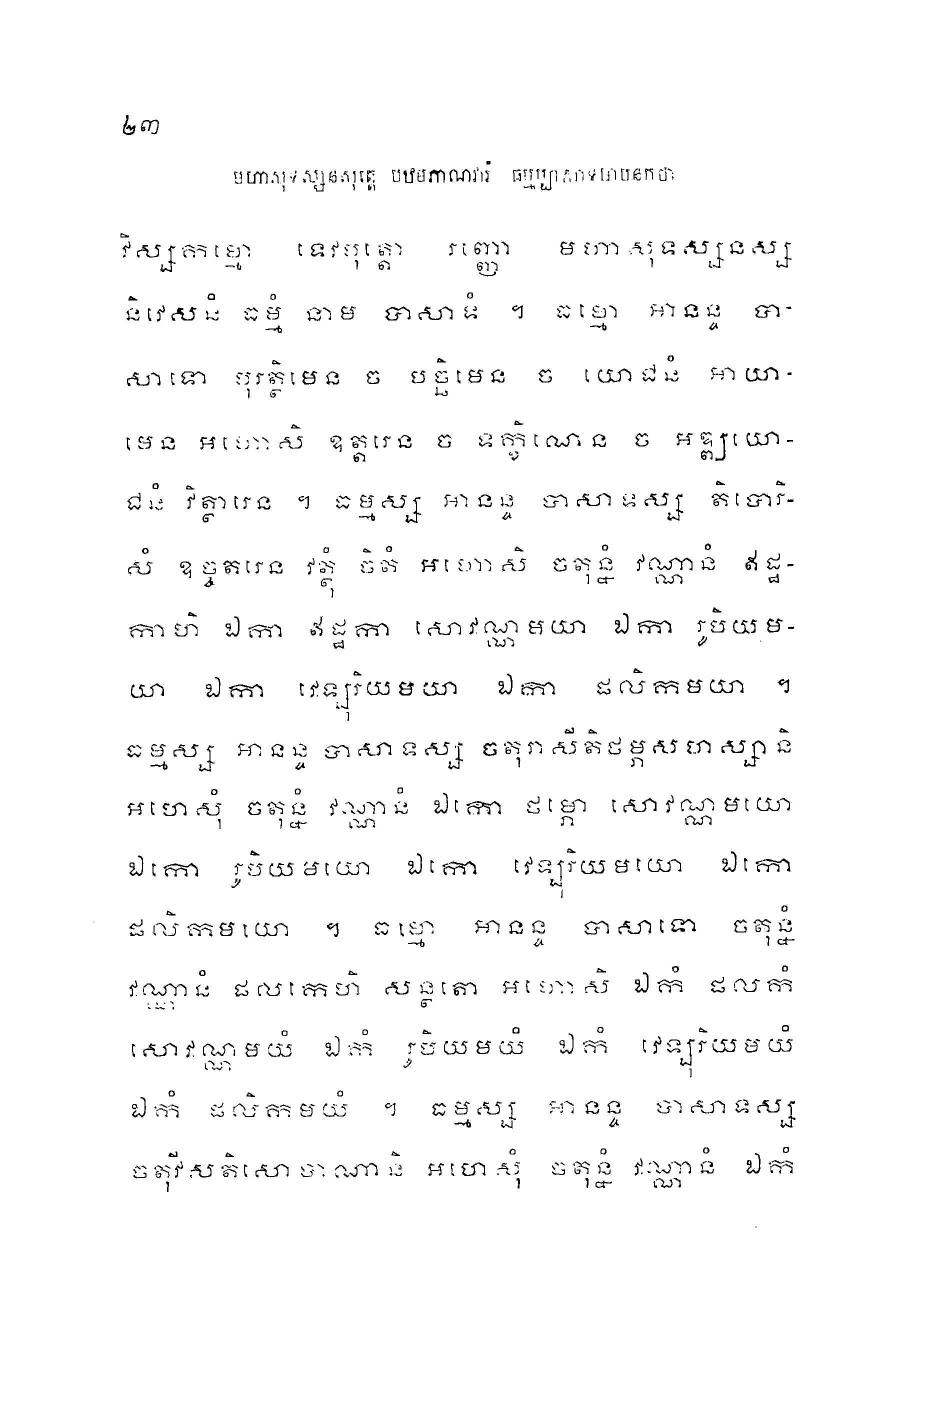 ២៣
មហាសុទស្សនសុត្តេ បឋមភាណវារំ ធម្មប្បាសាទមាបនកថា
វិស្សកម្មោ ទេវបុត្តោ រញ្ញោ មហាសុទស្សនស្ស
និវេសនំ ធម្មំ នាម បាសាទំ ។ ធម្មោ អានន្ទ បា-
សាទោ បុរត្ថិមេន ច បច្ឆិមេន ច យោជនំ អាយា-
មេន អហោសិ ឧត្តរេន ច ទក្ខិណេន ច អឌ្ឍយោ-
ជនំ វិត្ថារេន ។ ធម្មស្ស អានន្ទ បាសាទស្ស តិបោរិ-
សំ ឧច្ចតរេន វត្ថុំ ចិតំ អហោសិ ចតុន្នំ វណ្ណានំ ឥដ្ឋ-
កាហិ ឯកា ឥដ្ឋកា សោវណ្ណមយា ឯកា រូបិយម-
យា ឯកា វេឡុរិយមយា ឯកា ផលិកមយា ។
ធម្មស្ស អានន្ទ បាសាទស្ស ចតុរាសីតិថម្ភសហស្សានិ
អហេសុំ ចតុន្នំ វណ្ណានំ ឯកោ ថម្ភោ សោវណ្ណមយោ
ឯកោ រូបិយមយោ ឯកោ វេឡុរិយមយោ ឯកោ
ផលិកមយោ ។ ធម្មោ អានន្ទ បាសាទោ ចតុន្នំ
វណ្ណានំ ផលកេហិ សន្ថតោ អហោសិ ឯកំ ផលកំ
សោវណ្ណមយំ ឯកំ រូបិយមយំ ឯកំ វេឡុរិយមយំ
ឯកំ ផលិកមយំ ។ ធម្មស្ស អានន្ទ បាសាទស្ស
ចតុវីសតិសោបាណានិ អហេសុំ ចតុន្នំ វណ្ណានំ ឯកំ